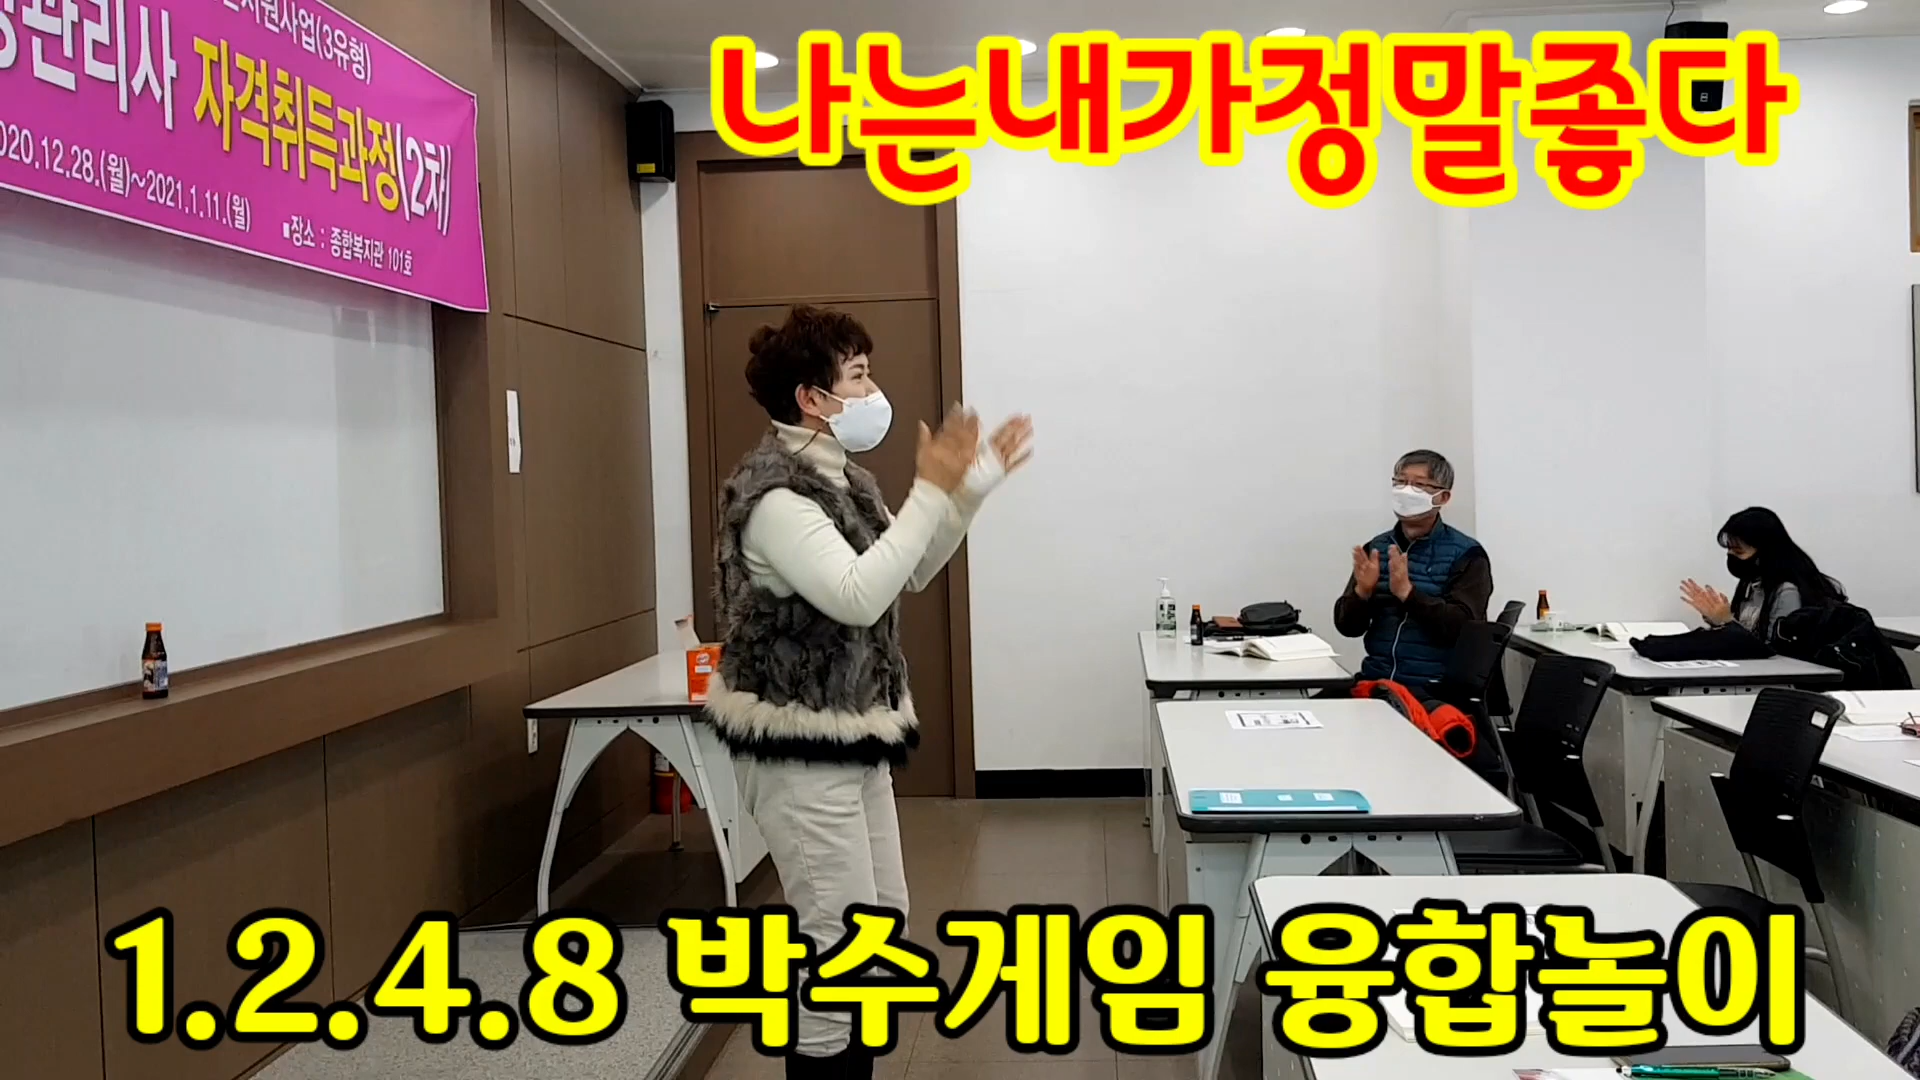 지원사업(3유형)
관리사 자격취득과정(2차)
2020.12.28.(월)~2021.1.11.(월)
■장소 : 종합복지관 101호
나는내가정말좋다
1.2.4.8 박수게임 융합놀이